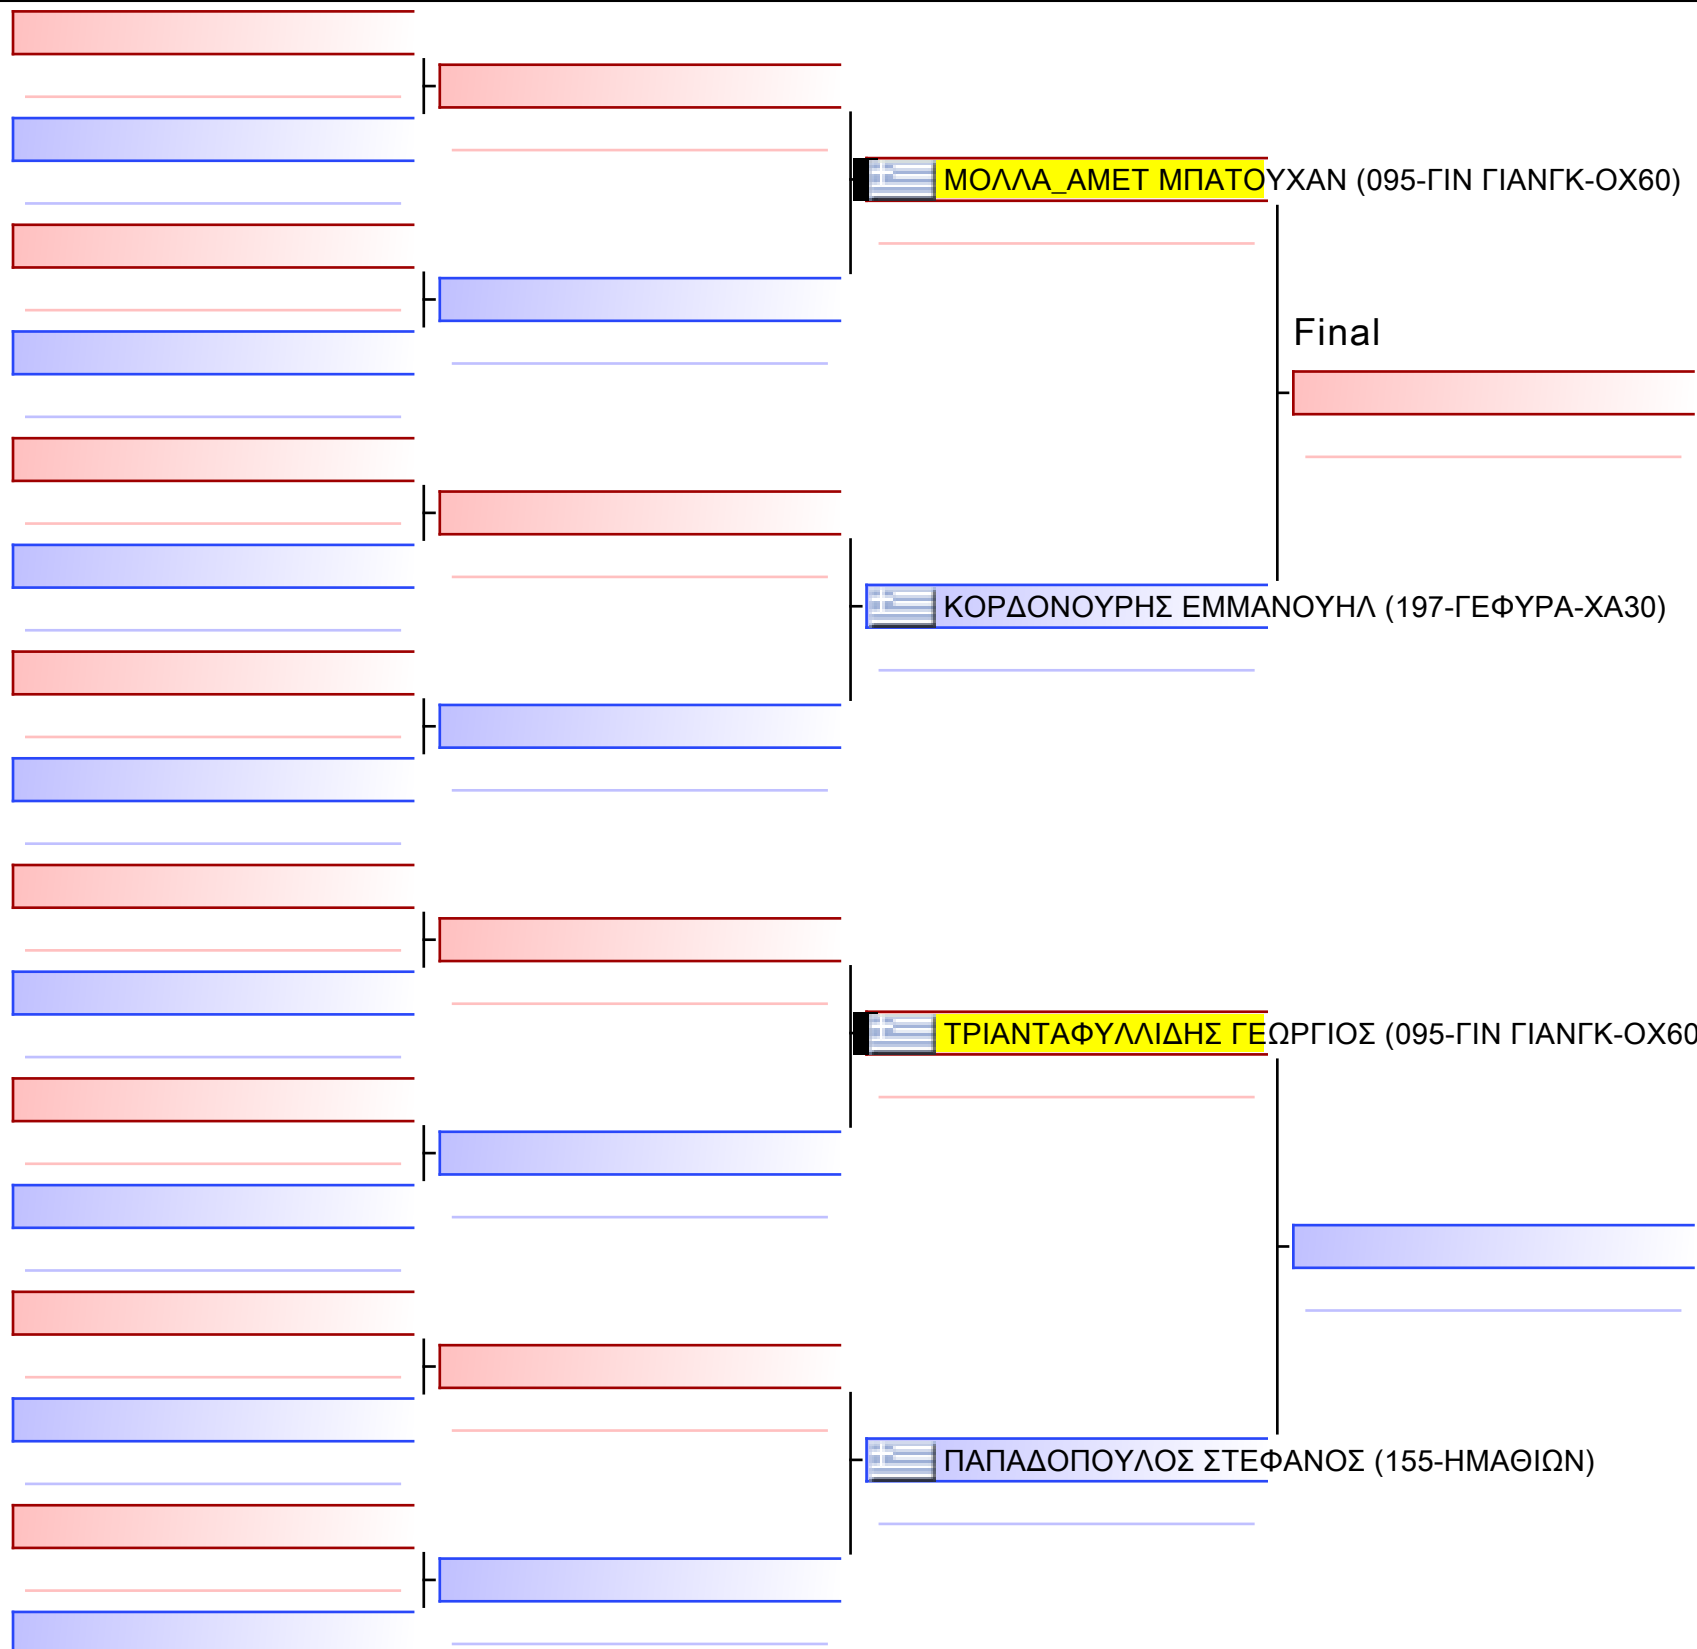 ΜΟΛΛΑ_ΑΜΕΤ ΜΠΑΤΟΥΧΑΝ (095-ΓΙΝ ΓΙΑΝΓΚ-ΟΧ60)
Final
ΚΟΡΔΟΝΟΥΡΗΣ ΕΜΜΑΝΟΥΗΛ (197-ΓΕΦΥΡΑ-ΧΑ30)
ΤΡΙΑΝΤΑΦΥΛΛΙΔΗΣ ΓΕΩΡΓΙΟΣ (095-ΓΙΝ ΓΙΑΝΓΚ-ΟΧ60
ΠΑΠΑΔΟΠΟΥΛΟΣ ΣΤΕΦΑΝΟΣ (155-ΗΜΑΘΙΩΝ)